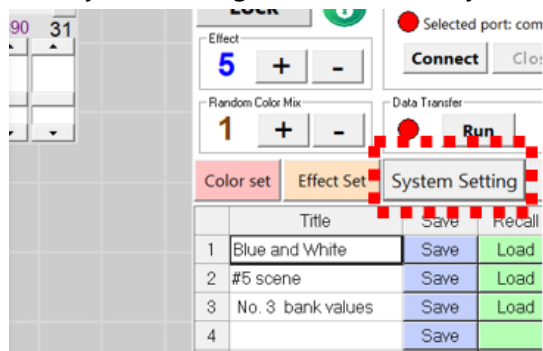 90 31
LOCK
Selected port: com
Effect
5 + -
Connect Clo
Random Color Mix
Data Transfer
1 + -
Run
Color set Effect Set System Setting
Title Save Recall
1 Blue and White Save Load
2 #5 scene Save Load
3 No. 3 bank values Save Load
4 Save